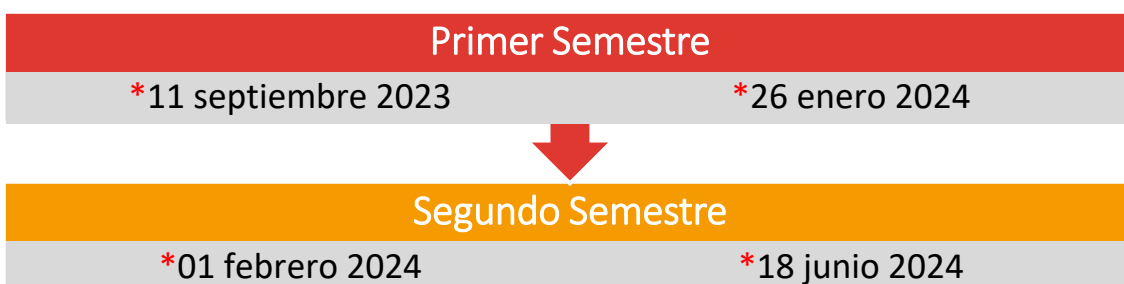 Primer Semestre
*11 septiembre 2023 *26 enero 2024
Segundo Semestre
*01 febrero 2024 *18 junio 2024